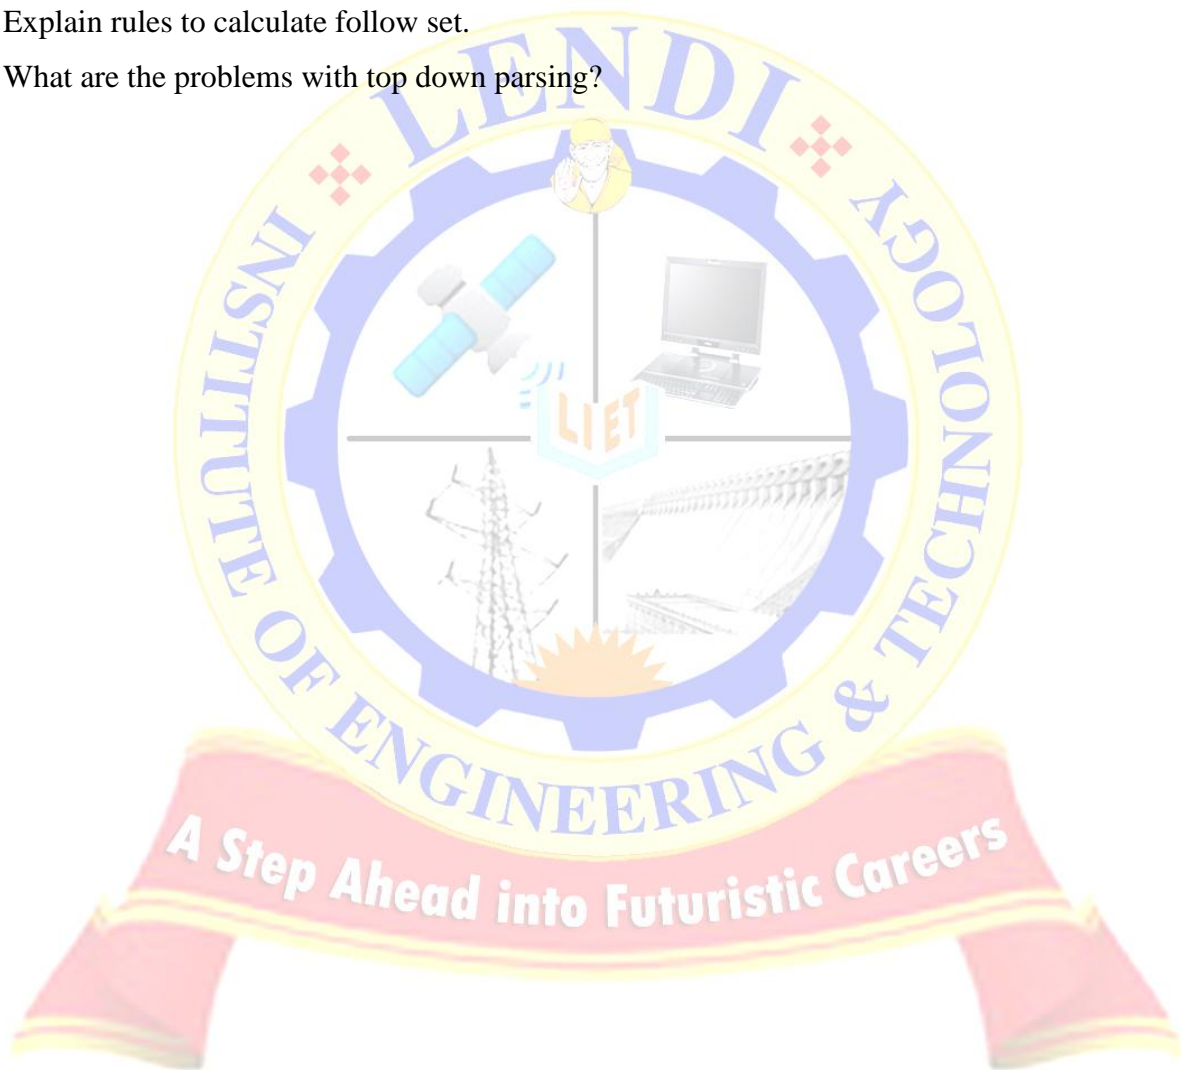 Explain rules to calculate follow set.
What are the problems with top down parsing?
LENDI
INSTITUTE OF ENGINEERING & TECHNOLOGY
LIET
A Step Ahead into Futuristic Careers